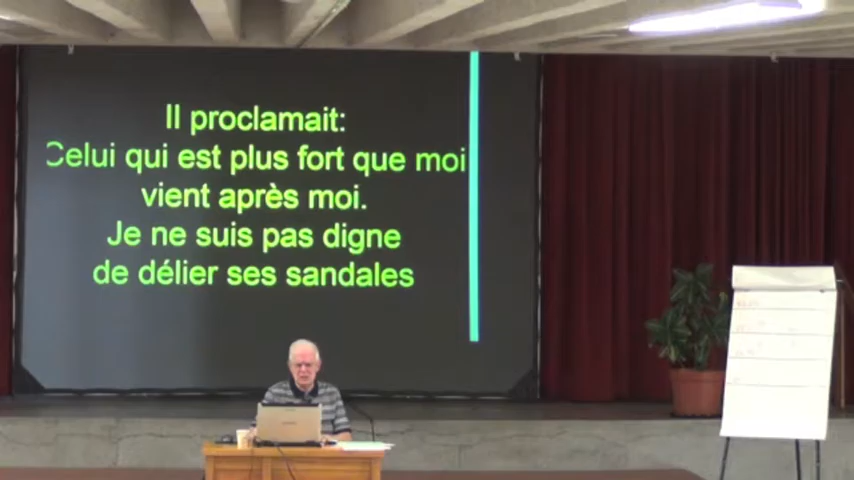 Il proclamait:
Celui qui est plus fort que moi
vient après moi.
Je ne suis pas digne
de délier ses sandales